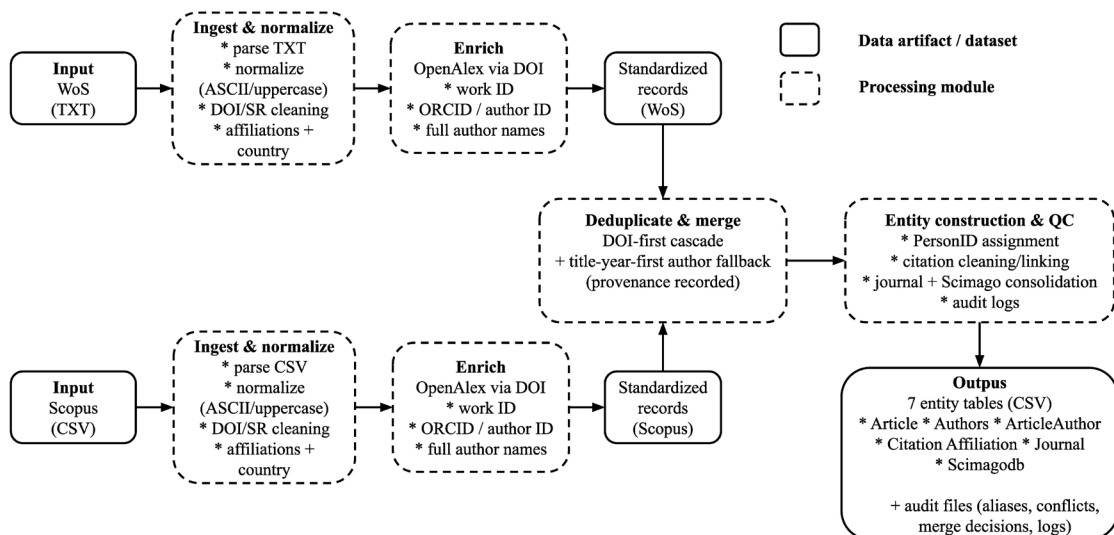 Input
WoS
(TXT)
Ingest & normalize
* parse TXT
* normalize
(ASCII/uppercase)
* DOI/SR cleaning
* affiliations +
country
Enrich
OpenAlex via DOI
* work ID
* ORCID / author ID
* full author names
Standardized
records
(WoS)
Data artifact / dataset
Processing module
Deduplicate & merge
DOI-first cascade
+ title-year-first author fallback
(provenance recorded)
Entity construction & QC
* PersonID assignment
* citation cleaning/linking
* journal + Scimago consolidation
* audit logs
Input
Scopus
(CSV)
Ingest & normalize
* parse CSV
* normalize
(ASCII/uppercase)
* DOI/SR cleaning
* affiliations +
country
Enrich
OpenAlex via DOI
* work ID
* ORCID / author ID
* full author names
Standardized
records
(Scopus)
Outpus
7 entity tables (CSV)
* Article * Authors * ArticleAuthor
* Citation Affiliation * Journal
* Scimagodb
+ audit files (aliases, conflicts,
merge decisions, logs)